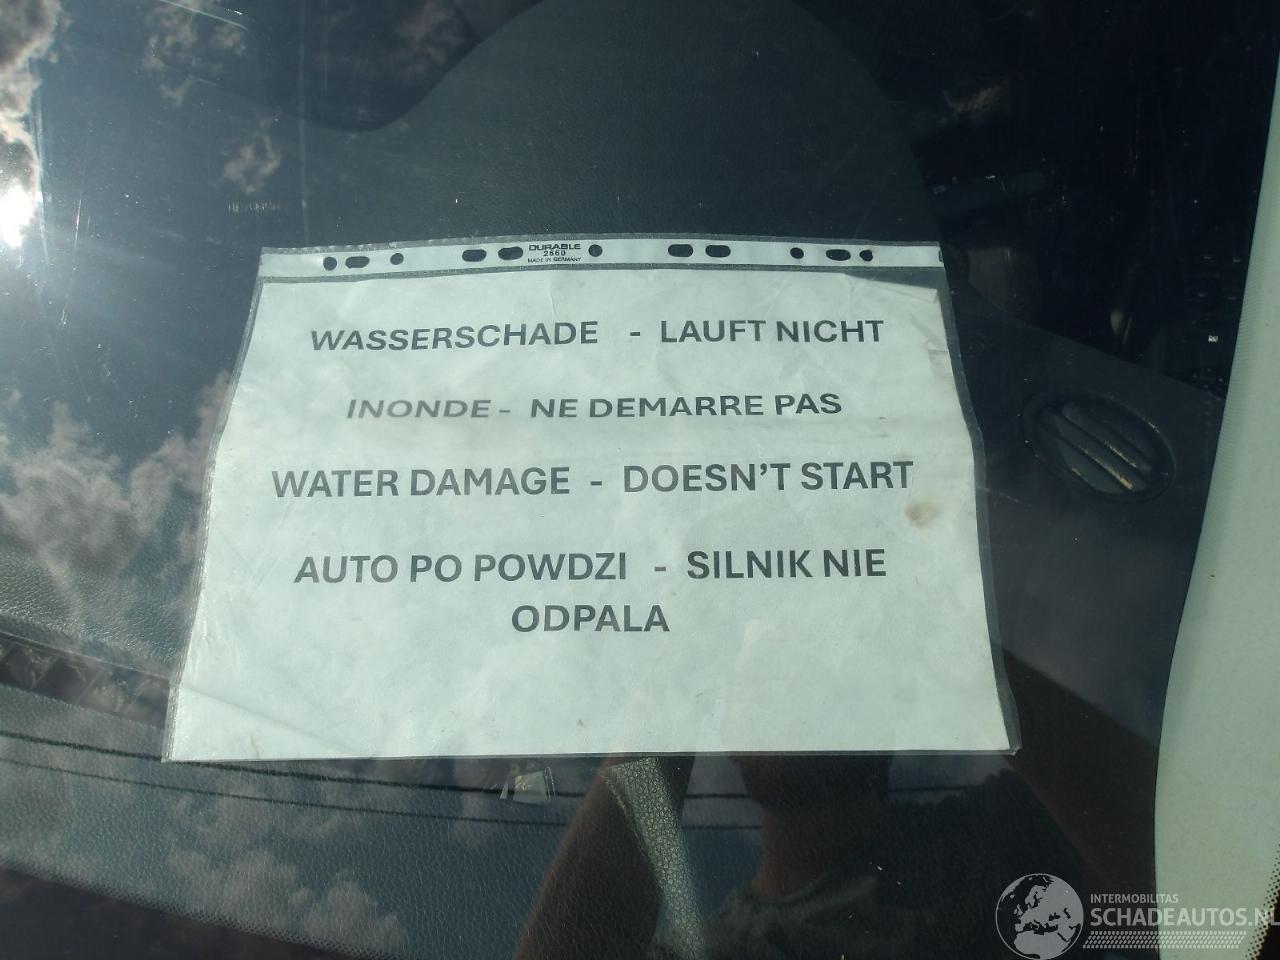 DURABLE
2660
MADE IN GERMANY
WASSERSCHADE - LAUFT NICHT
INONDE - NE DEMARRE PAS
WATER DAMAGE - DOESN'T START
AUTO PO POWDZI - SILNIK NIE
ODPALA
INTERMOBILITAS
SCHADEAUTOS.NL